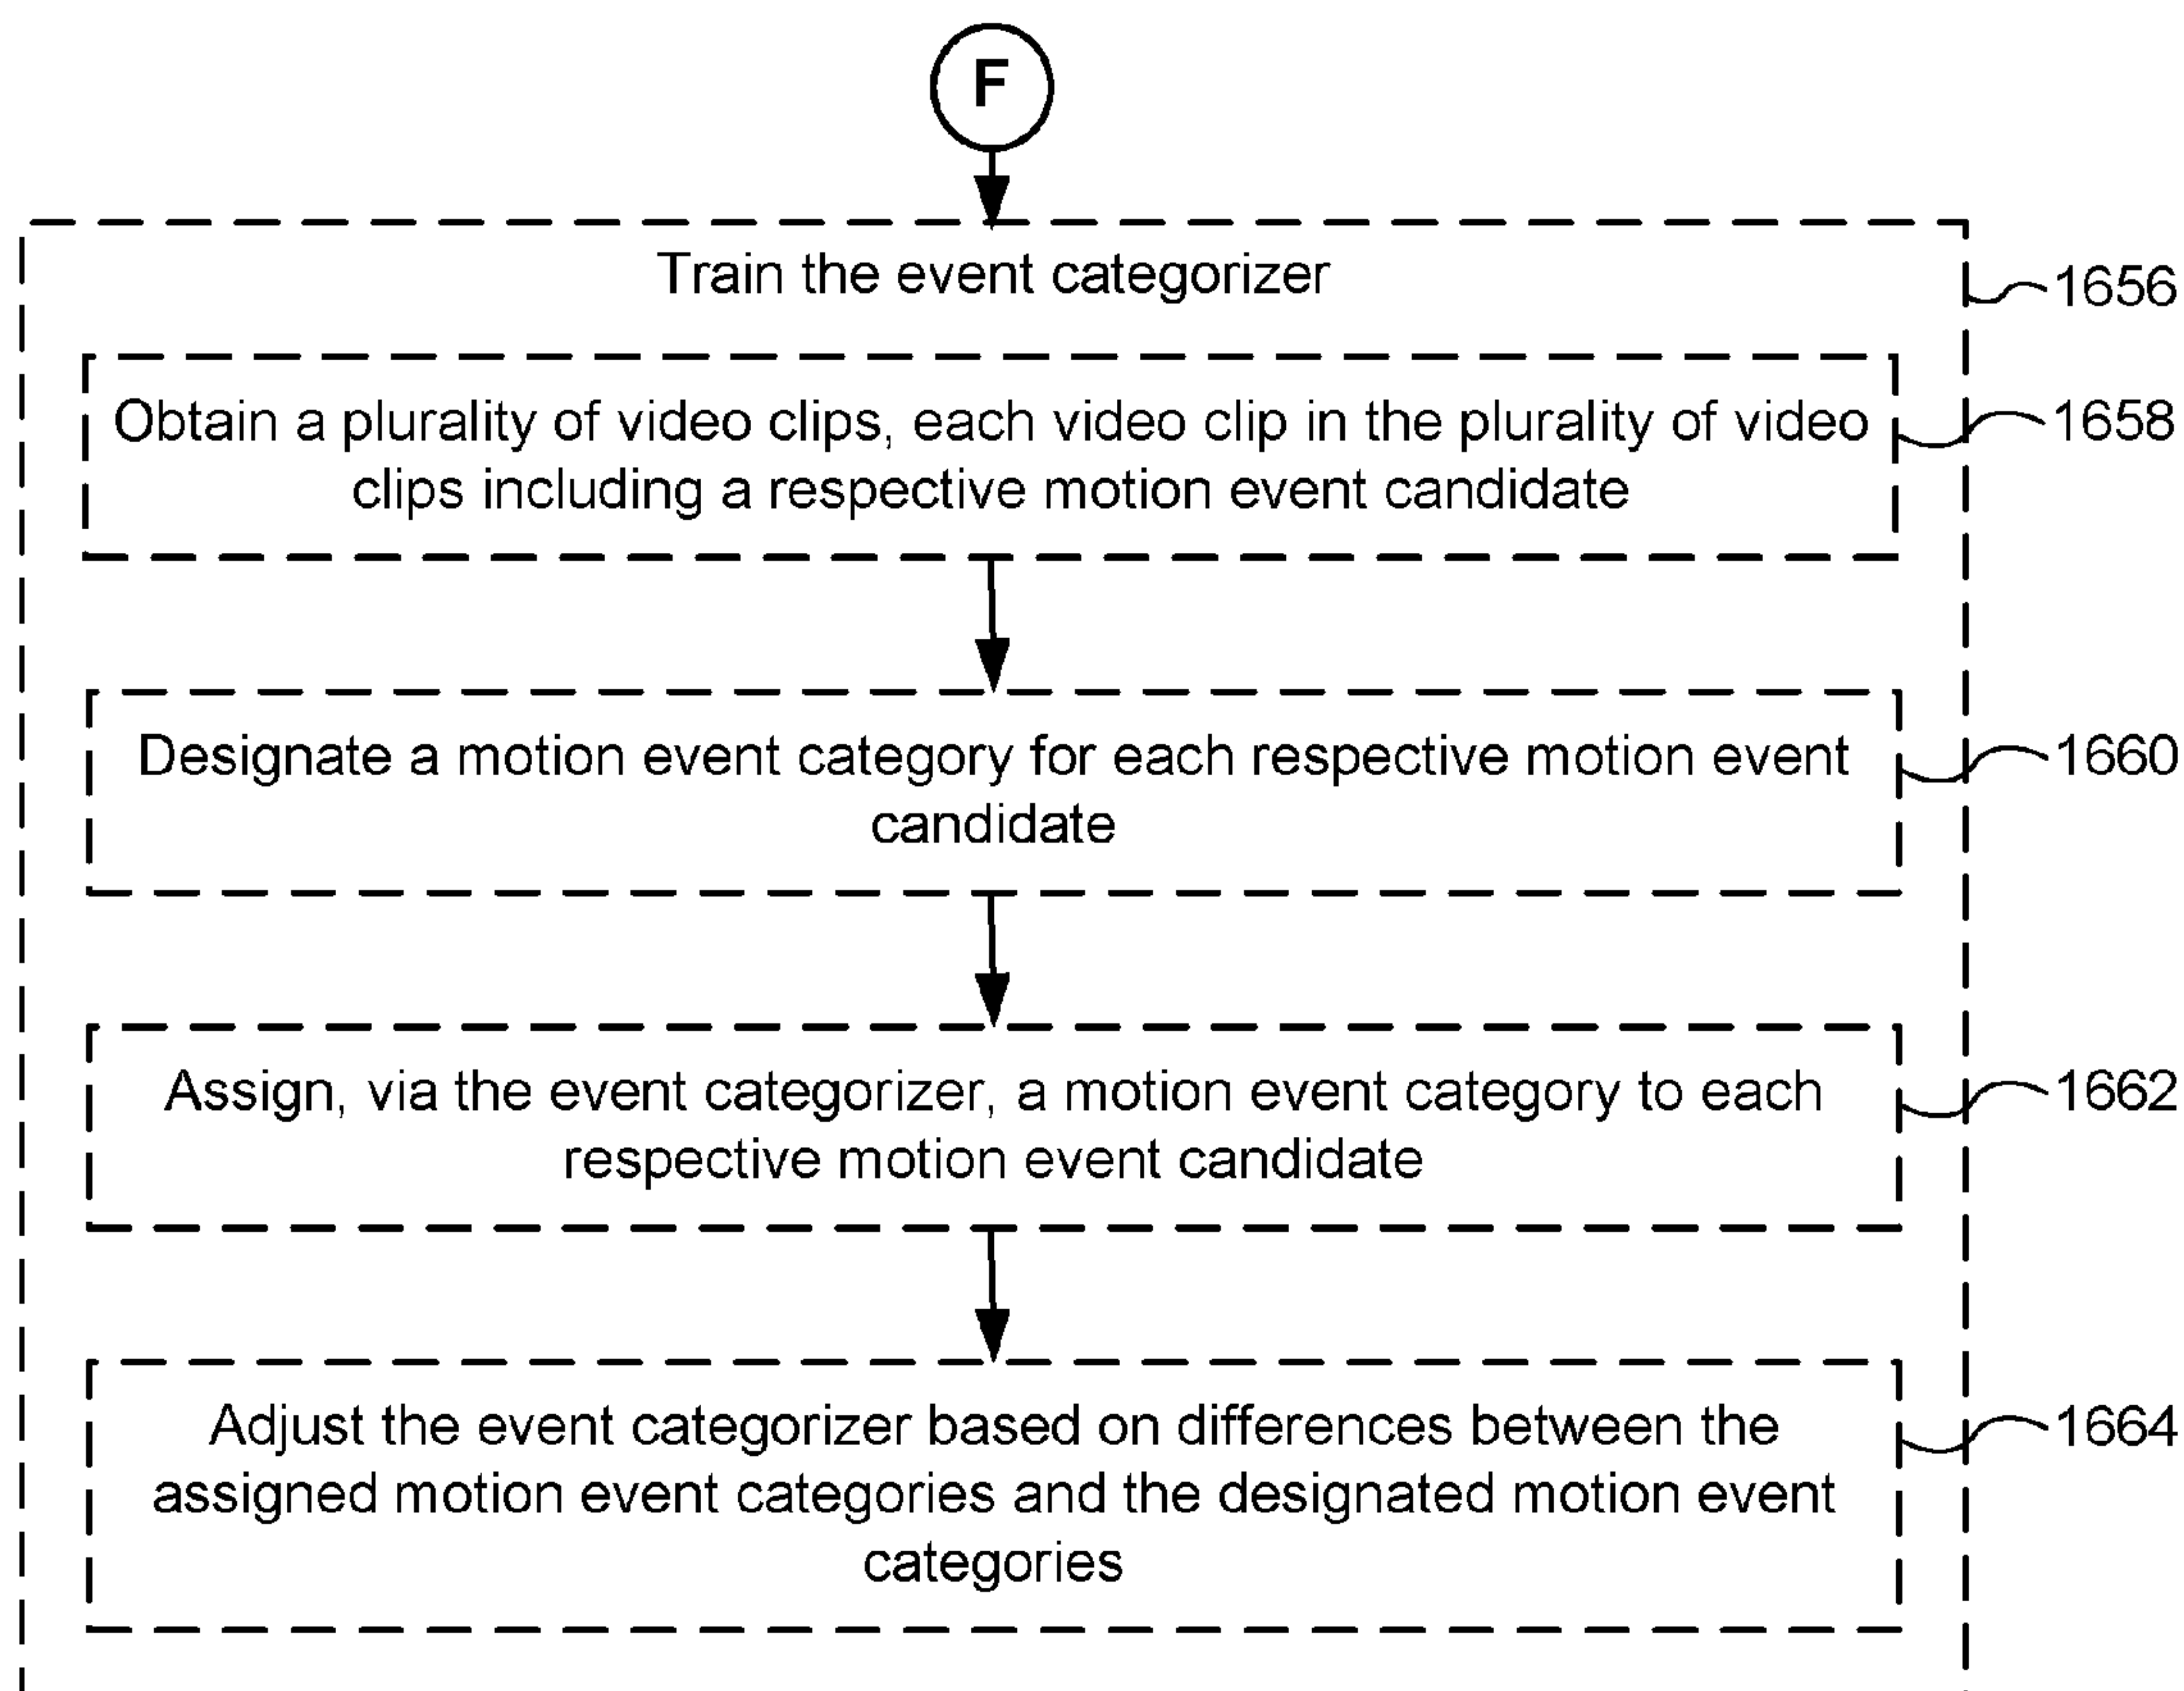 F
Train the event categorizer
1656
Obtain a plurality of video clips, each video clip in the plurality of video
clips including a respective motion event candidate
1658
Designate a motion event category for each respective motion event
candidate
1660
Assign, via the event categorizer, a motion event category to each
respective motion event candidate
1662
Adjust the event categorizer based on differences between the
assigned motion event categories and the designated motion event
categories
1664